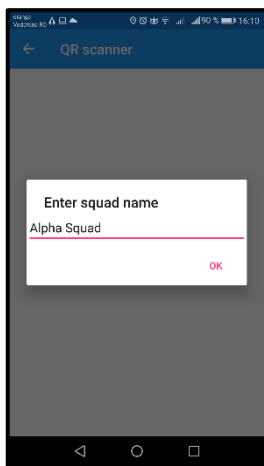 orange
Vodafone RO 90 % 16:10
QR scanner
Enter squad name
Alpha Squad
OK